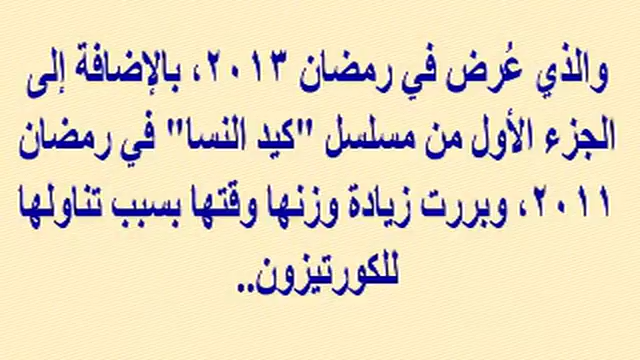 والذي عُرض في رمضان ٢٠١٣، بالإضافة إلى
الجزء الأول من مسلسل "كيد النسا" في رمضان
٢٠١١، وبررت زيادة وزنها وقتها بسبب تناولها
للكورتيزون..